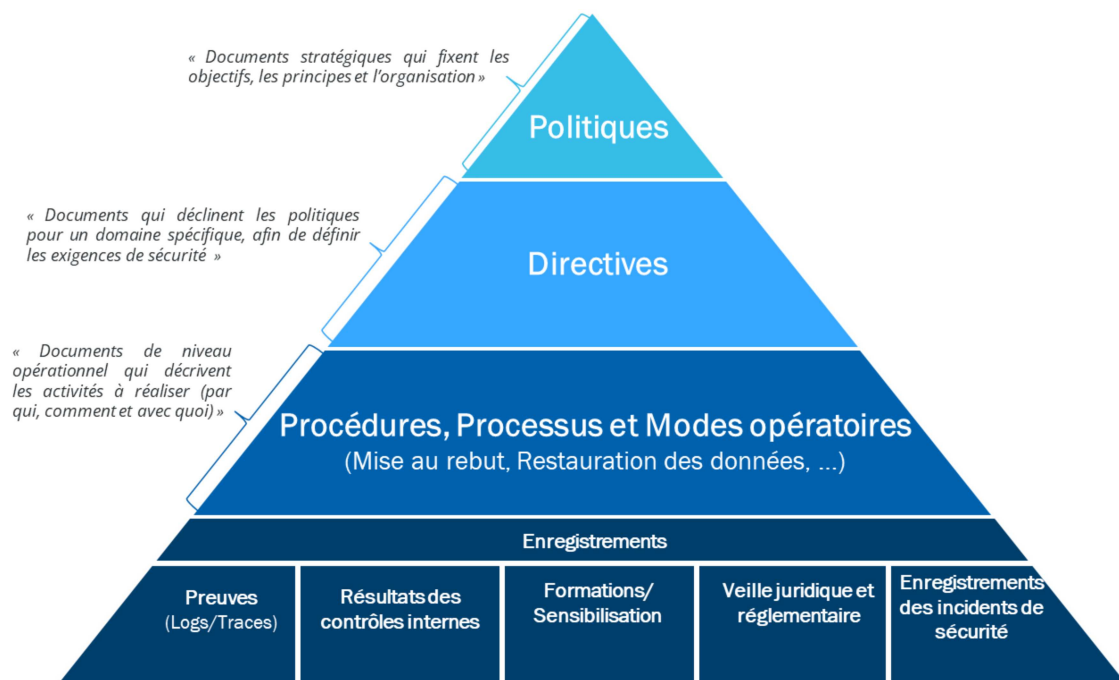 « Documents stratégiques qui fixent les
objectifs, les principes et l'organisation »
Politiques
« Documents qui déclinent les politiques
pour un domaine spécifique, afin de définir
les exigences de sécurité »
Directives
« Documents de niveau
opérationnel qui décrivent
les activités à réaliser (par
qui, comment et avec quoi) »
Procédures, Processus et Modes opératoires
(Mise au rebut, Restauration des données, ...)
Enregistrements
Preuves
(Logs/Traces)
Résultats des
contrôles internes
Formations/
Sensibilisation
Veille juridique et
réglementaire
Enregistrements
des incidents de
sécurité